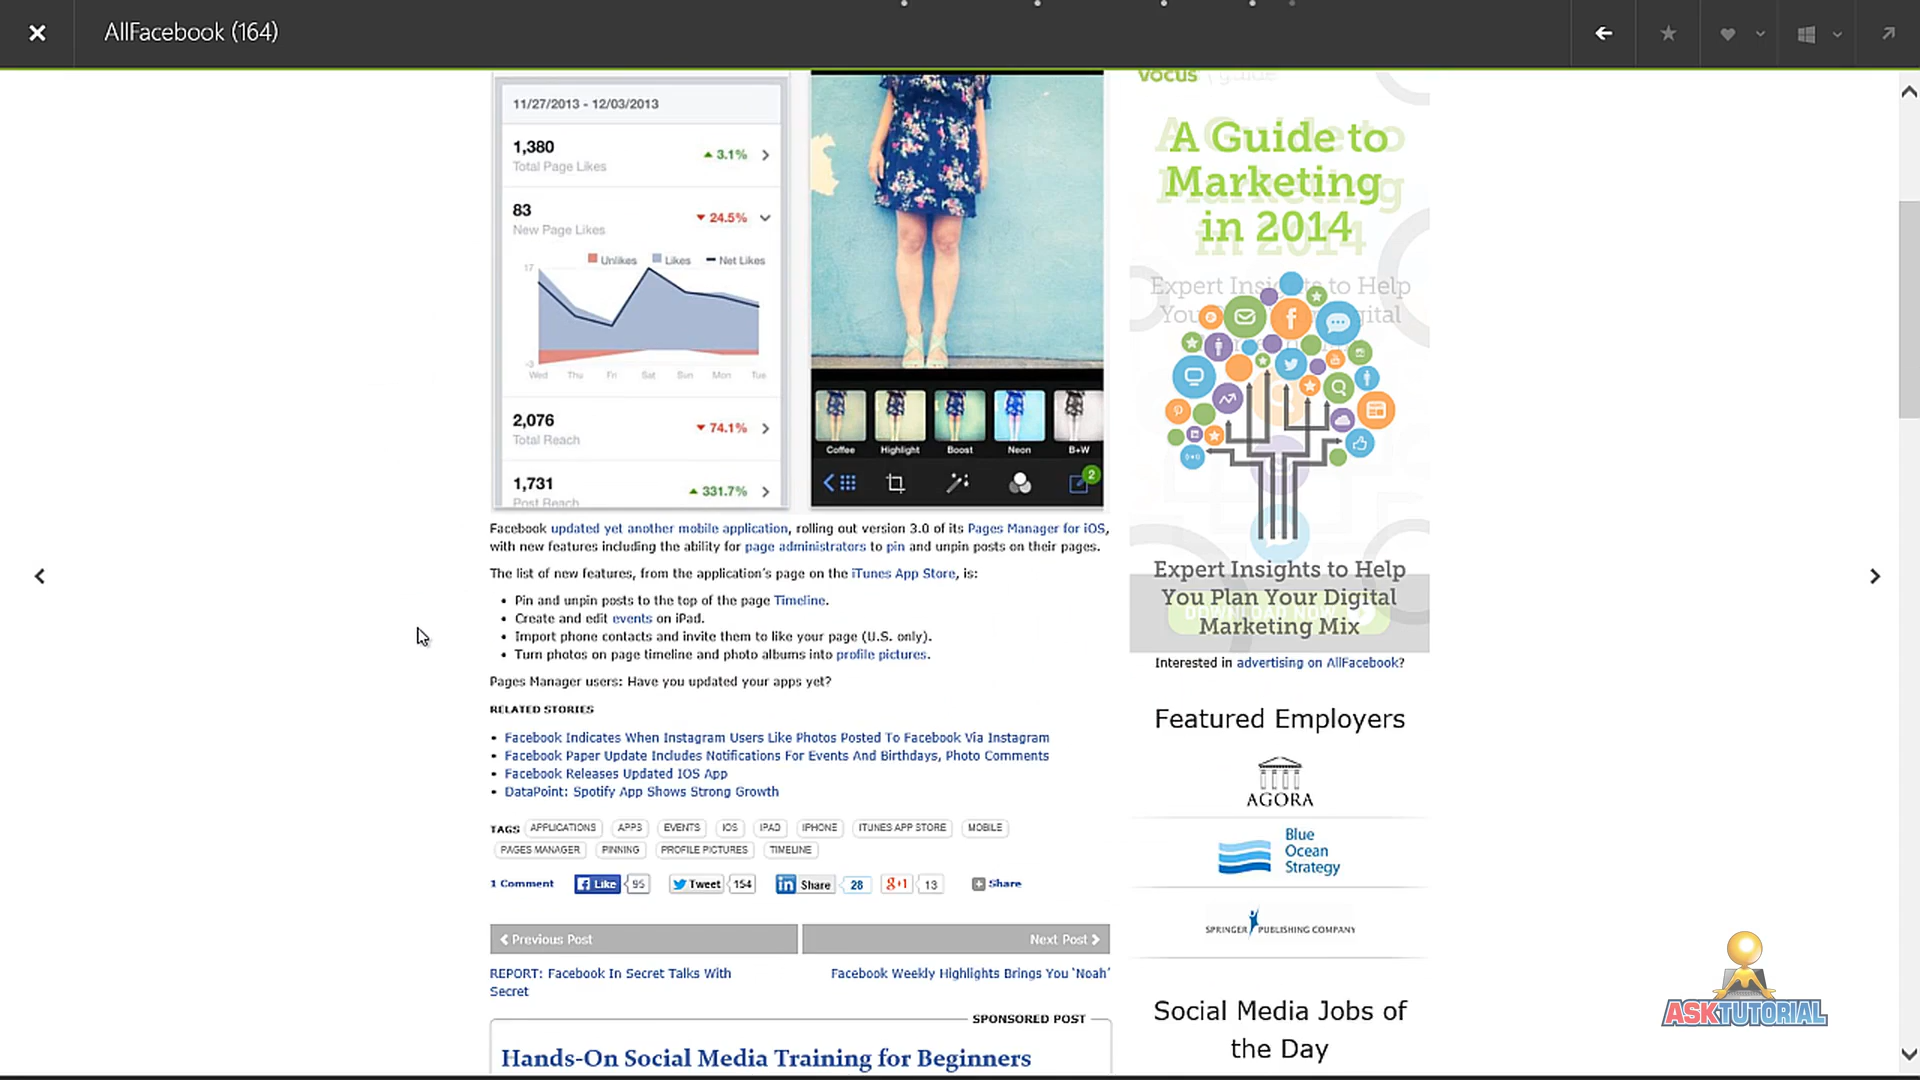 AllFacebook (164)
11/27/2013 - 12/03/2013
1,380
Total Page Likes
3.1%
83
New Page Likes
24.5%
Unlikes Likes Net Likes
17
-3
Wed Thu Fri Sat Sun Mon Tue
2,076
Total Reach
74.1%
1,731
Post Reach
331.7%
Coffee Highlight Boost Neon B+W
2
Facebook updated yet another mobile application, rolling out version 3.0 of its Pages Manager for iOS,
with new features including the ability for page administrators to pin and unpin posts on their pages.
The list of new features, from the application's page on the iTunes App Store, is:
• Pin and unpin posts to the top of the page Timeline.
• Create and edit events on iPad.
• Import phone contacts and invite them to like your page (U.S. only).
• Turn photos on page timeline and photo albums into profile pictures.
Pages Manager users: Have you updated your apps yet?
RELATED STORIES
• Facebook Indicates When Instagram Users Like Photos Posted To Facebook Via Instagram
• Facebook Paper Update Includes Notifications For Events And Birthdays, Photo Comments
• Facebook Releases Updated IOS App
• DataPoint: Spotify App Shows Strong Growth
TAGS APPLICATIONS APPS EVENTS IOS IPAD IPHONE ITUNES APP STORE MOBILE
PAGES MANAGER PINNING PROFILE PICTURES TIMELINE
1 Comment Like 95 Tweet 154 in Share 28 g+1 13 Share
Previous Post
Next Post
REPORT: Facebook In Secret Talks With
Secret
Facebook Weekly Highlights Brings You 'Noah'
SPONSORED POST
Hands-On Social Media Training for Beginners
vocus | guide
A Guide to
Marketing
in 2014
Expert Insights to Help
Expert Insights to Help
You Plan Your Digital
Marketing Mix
DOWNLOAD NOW
Interested in advertising on AllFacebook?
Featured Employers
AGORA
Blue
Ocean
Strategy
SPRINGER PUBLISHING COMPANY
Social Media Jobs of
the Day
ASKTUTORIAL